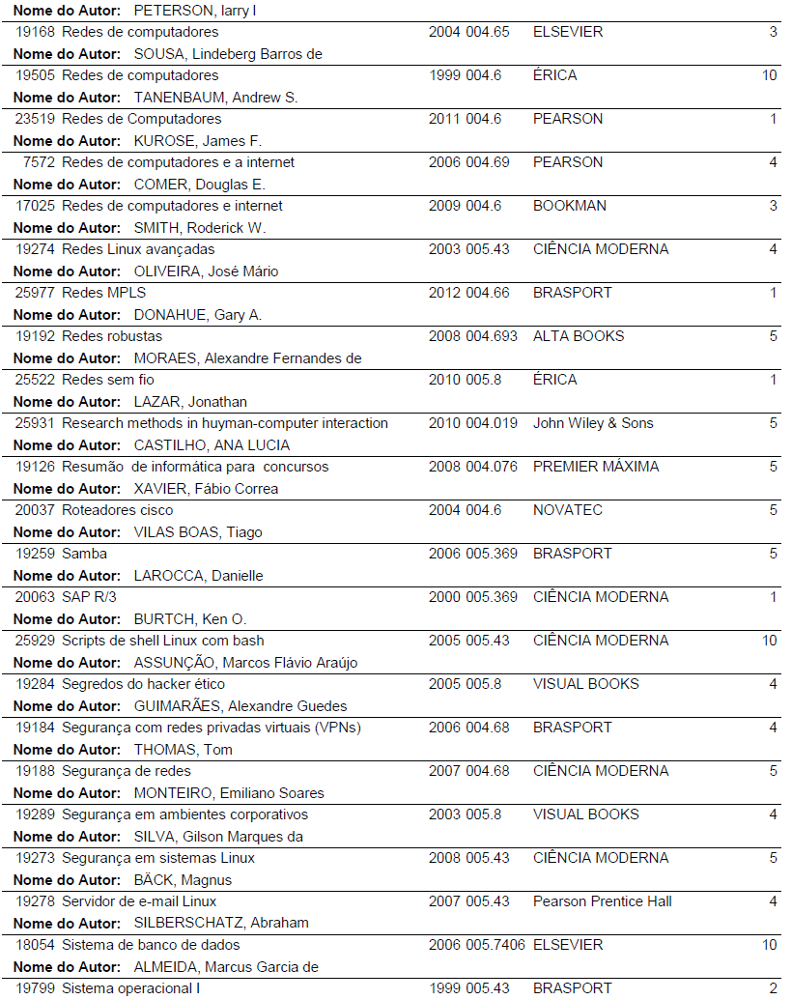 Nome do Autor: PETERSON, larry l
19168 Redes de computadores 2004 004.65 ELSEVIER 3
Nome do Autor: SOUSA, Lindeberg Barros de
19505 Redes de computadores 1999 004.6 ÉRICA 10
Nome do Autor: TANENBAUM, Andrew S.
23519 Redes de Computadores 2011 004.6 PEARSON 1
Nome do Autor: KUROSE, James F.
7572 Redes de computadores e a internet 2006 004.69 PEARSON 4
Nome do Autor: COMER, Douglas E.
17025 Redes de computadores e internet 2009 004.6 BOOKMAN 3
Nome do Autor: SMITH, Roderick W.
19274 Redes Linux avançadas 2003 005.43 CIÊNCIA MODERNA 4
Nome do Autor: OLIVEIRA, José Mário
25977 Redes MPLS 2012 004.66 BRASPORT 1
Nome do Autor: DONAHUE, Gary A.
19192 Redes robustas 2008 004.693 ALTA BOOKS 5
Nome do Autor: MORAES, Alexandre Fernandes de
25522 Redes sem fio 2010 005.8 ÉRICA 1
Nome do Autor: LAZAR, Jonathan
25931 Research methods in huyman-computer interaction 2010 004.019 John Wiley & Sons 5
Nome do Autor: CASTILHO, ANA LUCIA
19126 Resumão de informática para concursos 2008 004.076 PREMIER MÁXIMA 5
Nome do Autor: XAVIER, Fábio Correa
20037 Roteadores cisco 2004 004.6 NOVATEC 5
Nome do Autor: VILAS BOAS, Tiago
19259 Samba 2006 005.369 BRASPORT 5
Nome do Autor: LAROCCA, Danielle
20063 SAP R/3 2000 005.369 CIÊNCIA MODERNA 1
Nome do Autor: BURTCH, Ken O.
25929 Scripts de shell Linux com bash 2005 005.43 CIÊNCIA MODERNA 10
Nome do Autor: ASSUNÇÃO, Marcos Flávio Araújo
19284 Segredos do hacker ético 2005 005.8 VISUAL BOOKS 4
Nome do Autor: GUIMARÃES, Alexandre Guedes
19184 Segurança com redes privadas virtuais (VPNs) 2006 004.68 BRASPORT 4
Nome do Autor: THOMAS, Tom
19188 Segurança de redes 2007 004.68 CIÊNCIA MODERNA 5
Nome do Autor: MONTEIRO, Emiliano Soares
19289 Segurança em ambientes corporativos 2003 005.8 VISUAL BOOKS 4
Nome do Autor: SILVA, Gilson Marques da
19273 Segurança em sistemas Linux 2008 005.43 CIÊNCIA MODERNA 5
Nome do Autor: BÄCK, Magnus
19278 Servidor de e-mail Linux 2007 005.43 Pearson Prentice Hall 4
Nome do Autor: SILBERSCHATZ, Abraham
18054 Sistema de banco de dados 2006 005.7406 ELSEVIER 10
Nome do Autor: ALMEIDA, Marcus Garcia de
19799 Sistema operacional I 1999 005.43 BRASPORT 2